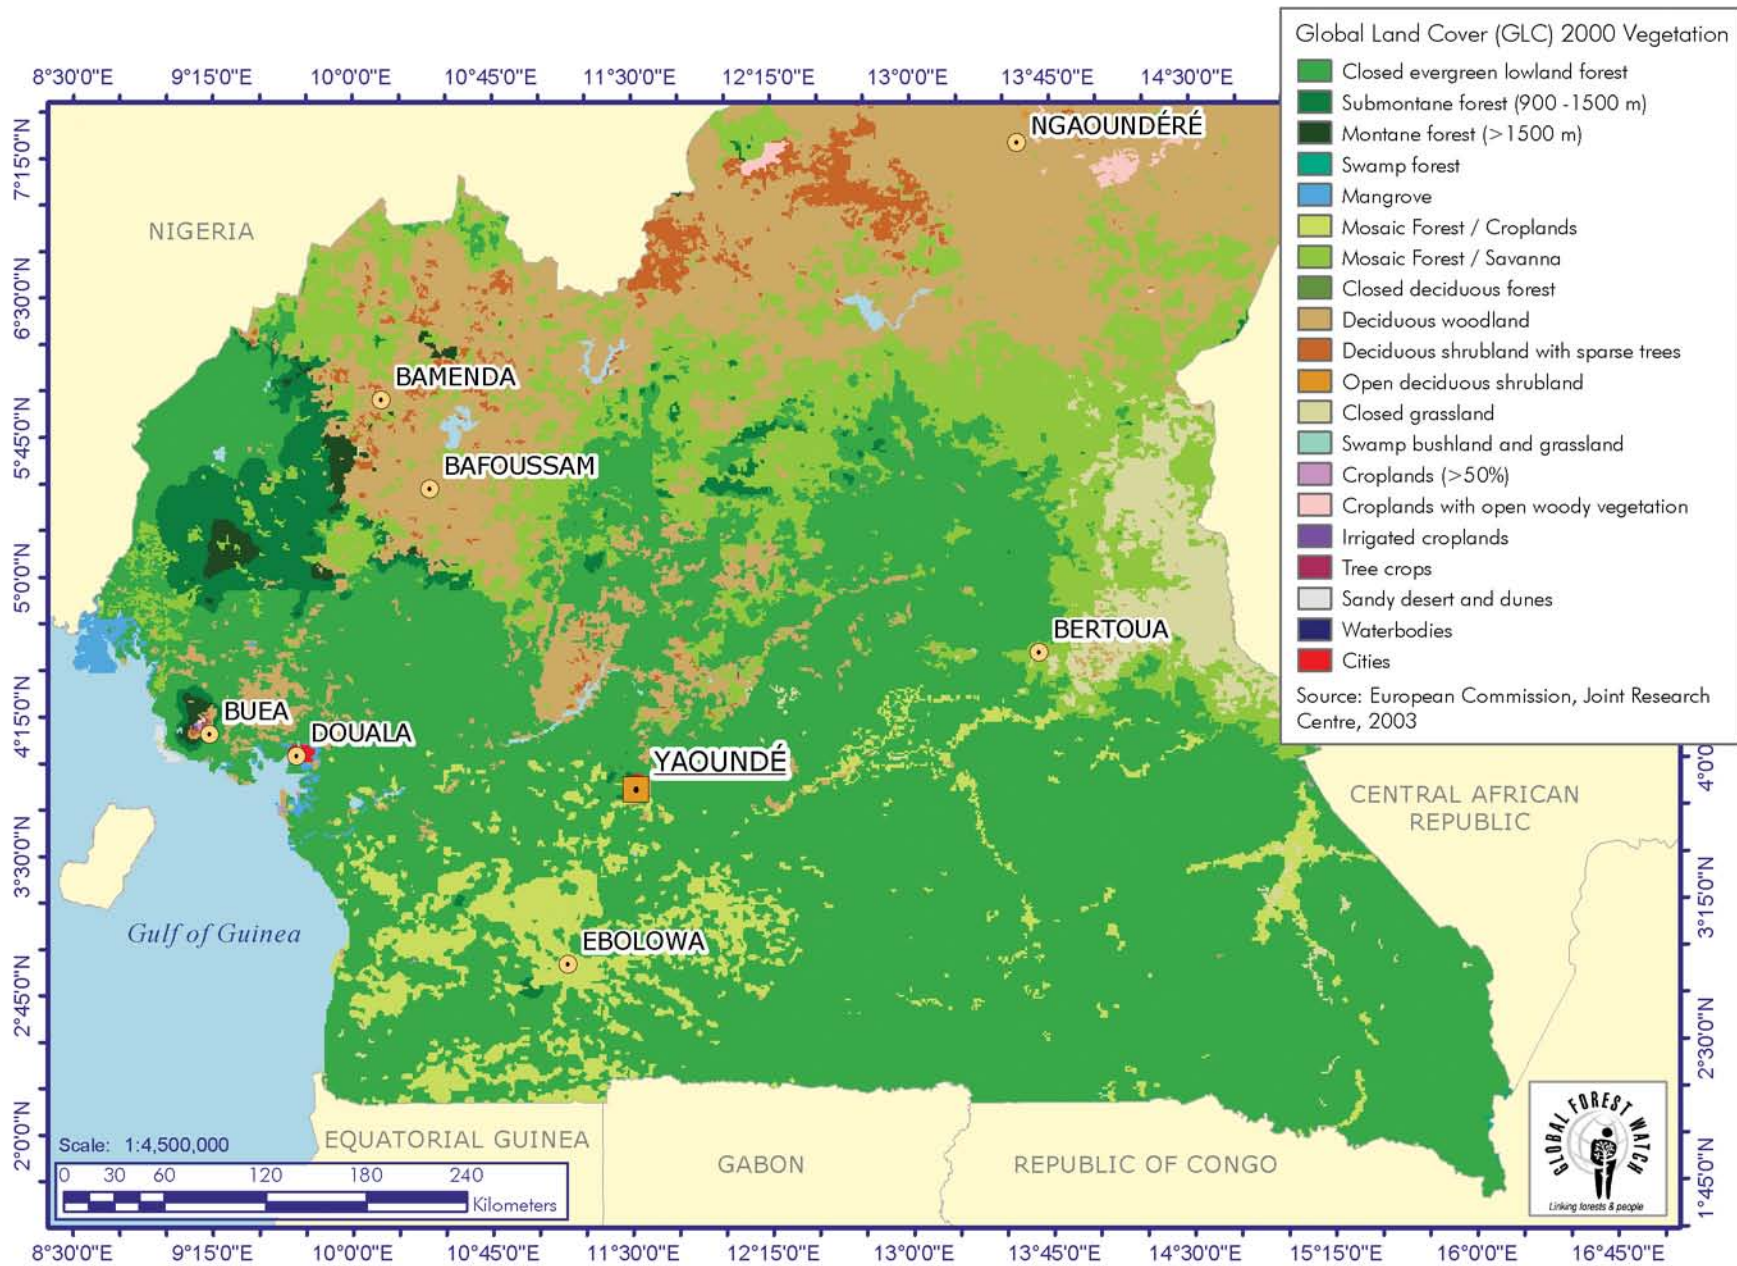 Global Land Cover (GLC) 2000 Vegetation
Closed evergreen lowland forest
Submontane forest (900 -1500 m)
Montane forest (>1500 m)
Swamp forest
Mangrove
Mosaic Forest / Croplands
Mosaic Forest / Savanna
Closed deciduous forest
Deciduous woodland
Deciduous shrubland with sparse trees
Open deciduous shrubland
Closed grassland
Swamp bushland and grassland
Croplands (>50%)
Croplands with open woody vegetation
Irrigated croplands
Tree crops
Sandy desert and dunes
Waterbodies
Cities
Source: European Commission, Joint Research
Centre, 2003
8°30'0"E 9°15'0"E 10°0'0"E 10°45'0"E 11°30'0"E 12°15'0"E 13°0'0"E 13°45'0"E 14°30'0"E
7°15'0"N
6°30'0"N
5°45'0"N
5°0'0"N
4°15'0"N
3°30'0"N
2°45'0"N
2°0'0"N
NGAOUNDÉRÉ
NIGERIA
BAMENDA
BAFOUSSAM
BERTOUA
BUEA
DOUALA
YAOUNDÉ
CENTRAL AFRICAN
REPUBLIC
Gulf of Guinea
EBOLOWA
EQUATORIAL GUINEA
GABON
REPUBLIC OF CONGO
4°0'0"
3°15'0"N
2°30'0"N
1°45'0"N
Scale: 1:4,500,000
0 30 60 120 180 240
Kilometers
GLOBAL FOREST WATCH
Linking forests & people
8°30'0"E 9°15'0"E 10°0'0"E 10°45'0"E 11°30'0"E 12°15'0"E 13°0'0"E 13°45'0"E 14°30'0"E 15°15'0"E 16°0'0"E 16°45'0"E